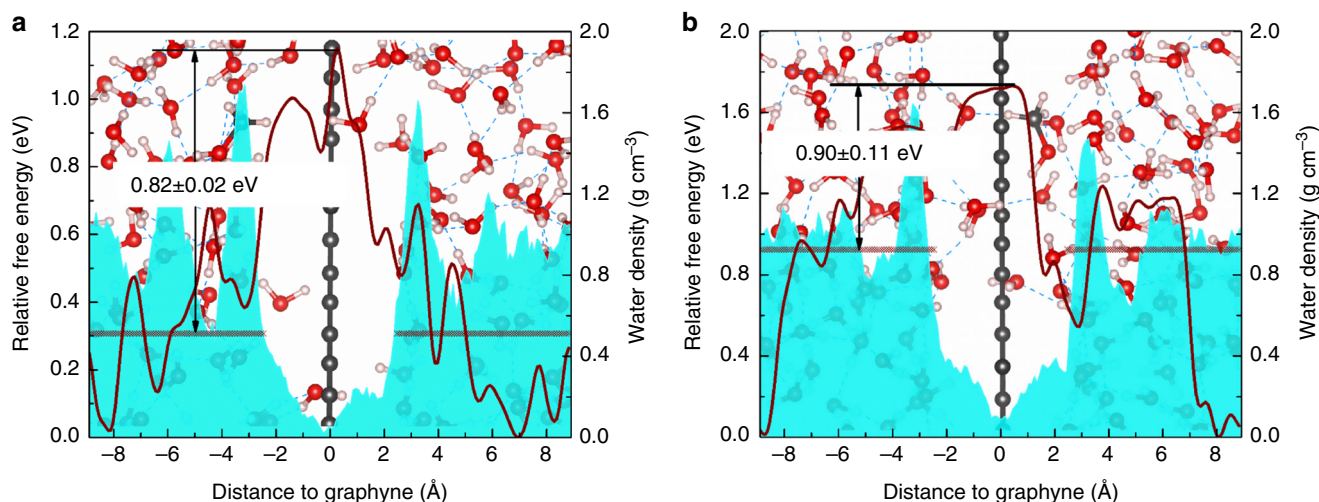 a
1.2
1.0
0.8
0.6
0.4
0.2
0.0
Relative free energy (eV)
0.82±0.02 eV
2.0
1.6
1.2
0.8
0.4
0.0
Water density (g cm−3)
−8 −6 −4 −2 0 2 4 6 8
Distance to graphyne (Å)
b
2.0
1.6
1.2
0.8
0.4
0.0
Relative free energy (eV)
0.90±0.11 eV
2.0
1.6
1.2
0.8
0.4
0.0
Water density (g cm−3)
−8 −6 −4 −2 0 2 4 6 8
Distance to graphyne (Å)